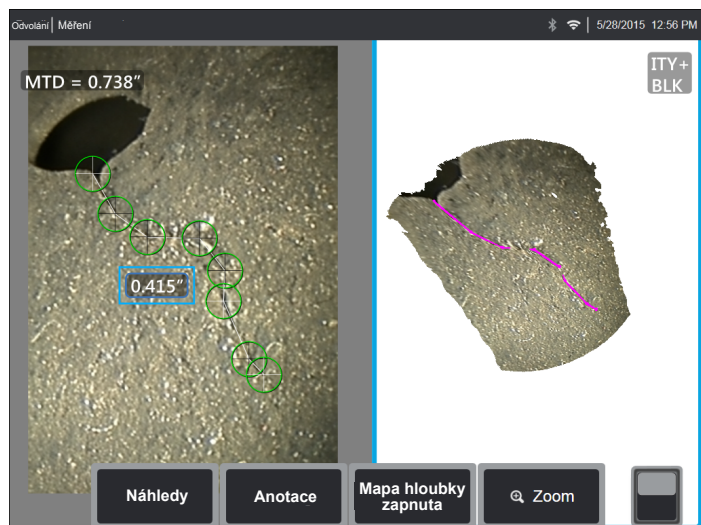 Odvolání Měření
5/28/2015 12:56 PM
MTD = 0.738"
ITY+
BLK
0.415"
Náhledy
Anotace
Mapa hloubky
zapnuta
Zoom